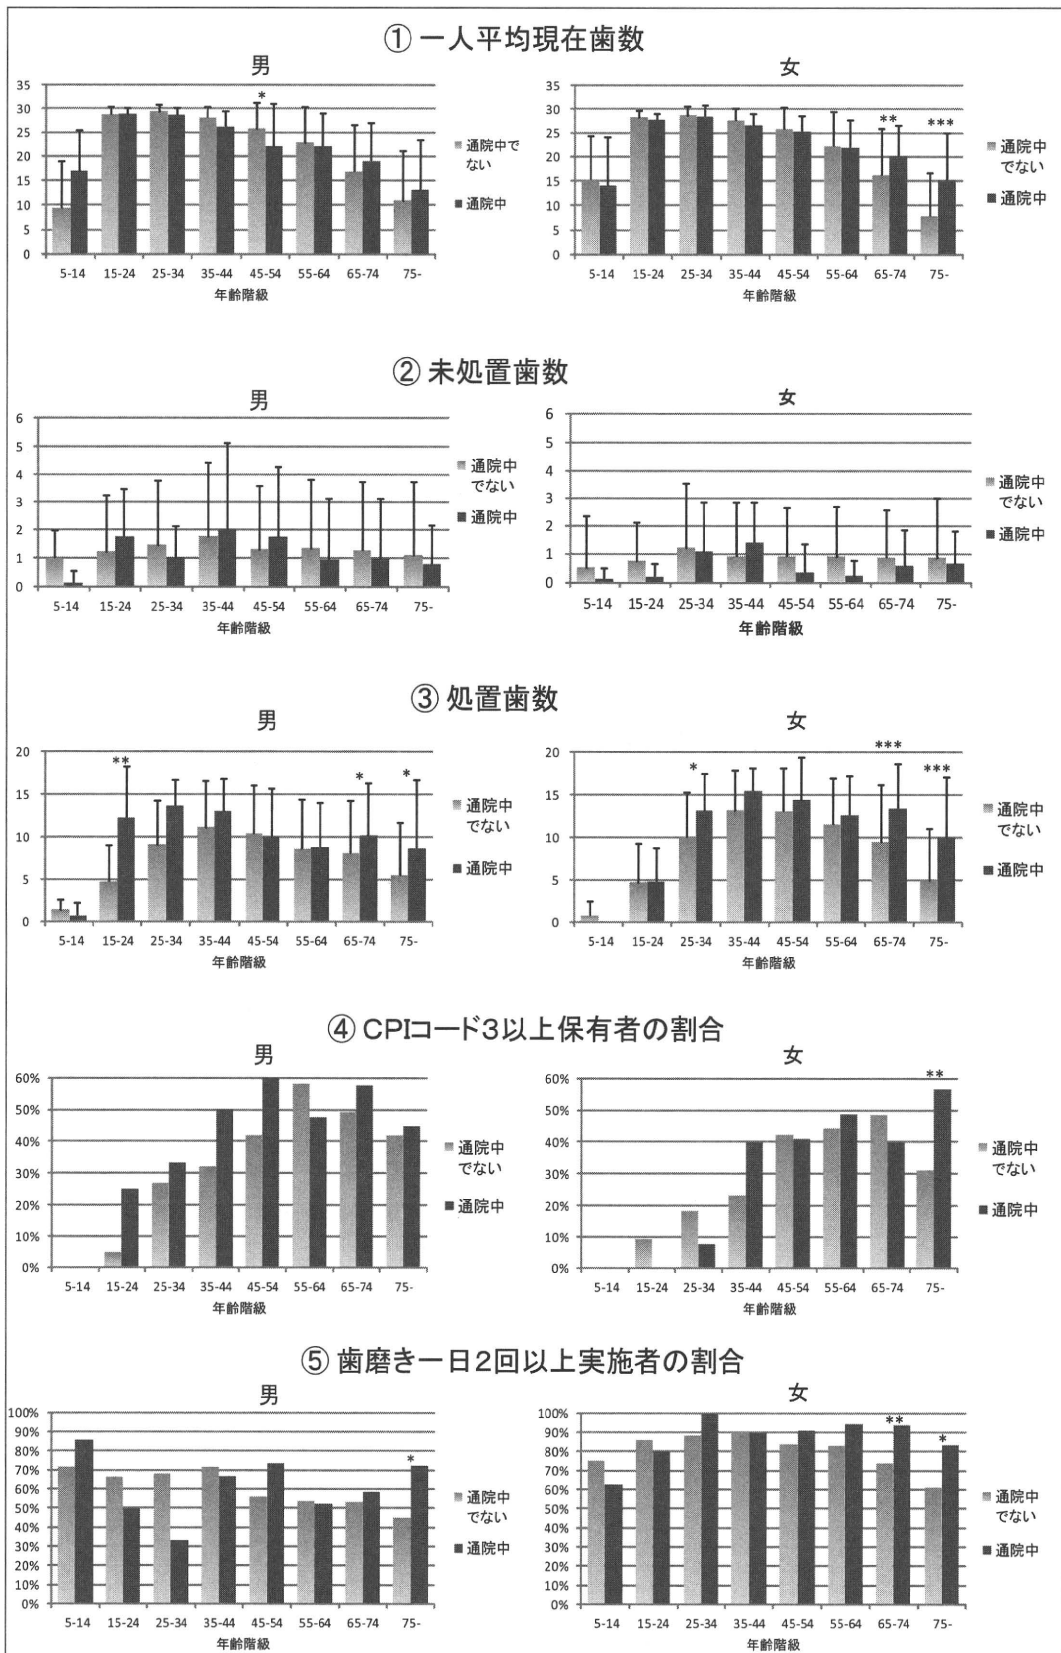 ① 一人平均現在歯数
男
35
30
25
20
15
10
5
0
*
5-14 15-24 25-34 35-44 45-54 55-64 65-74 75-
年齢階級
通院中で
ない
通院中
女
35
30
25
20
15
10
5
0
** ***
5-14 15-24 25-34 35-44 45-54 55-64 65-74 75-
年齢階級
通院中
でない
通院中
② 未処置歯数
男
6
5
4
3
2
1
0
5-14 15-24 25-34 35-44 45-54 55-64 65-74 75-
年齢階級
通院中
でない
通院中
女
6
5
4
3
2
1
0
5-14 15-24 25-34 35-44 45-54 55-64 65-74 75-
年齢階級
通院中
でない
通院中
③ 処置歯数
男
20
15
10
5
0
** * *
5-14 15-24 25-34 35-44 45-54 55-64 65-74 75-
年齢階級
通院中
でない
通院中
女
20
15
10
5
0
* *** ***
5-14 15-24 25-34 35-44 45-54 55-64 65-74 75-
年齢階級
通院中
でない
通院中
④ CPIコード3以上保有者の割合
男
60%
50%
40%
30%
20%
10%
0%
5-14 15-24 25-34 35-44 45-54 55-64 65-74 75-
年齢階級
通院中
でない
通院中
女
60%
50%
40%
30%
20%
10%
0%
**
5-14 15-24 25-34 35-44 45-54 55-64 65-74 75-
年齢階級
通院中
でない
通院中
⑤ 歯磨き一日2回以上実施者の割合
男
100%
90%
80%
70%
60%
50%
40%
30%
20%
10%
0%
*
5-14 15-24 25-34 35-44 45-54 55-64 65-74 75-
年齢階級
通院中
でない
通院中
女
100%
90%
80%
70%
60%
50%
40%
30%
20%
10%
0%
** *
5-14 15-24 25-34 35-44 45-54 55-64 65-74 75-
年齢階級
通院中
でない
通院中